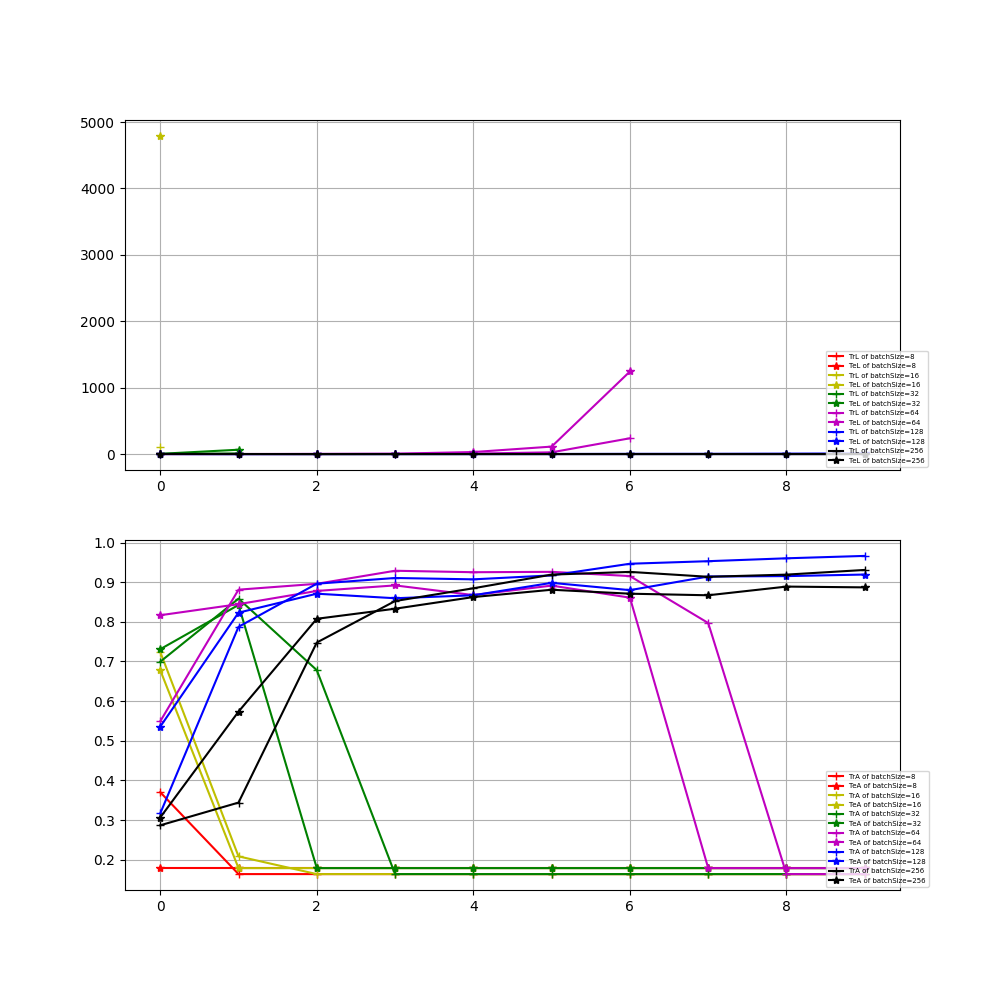 5000
4000
3000
2000
1000
0
0 2 4 6 8
TrL of batchSize=8
TeL of batchSize=8
TrL of batchSize=16
TeL of batchSize=16
TrL of batchSize=32
TeL of batchSize=32
TrL of batchSize=64
TeL of batchSize=64
TrL of batchSize=128
TeL of batchSize=128
TrL of batchSize=256
TeL of batchSize=256
1.0
0.9
0.8
0.7
0.6
0.5
0.4
0.3
0.2
0 2 4 6 8
TrA of batchSize=8
TeA of batchSize=8
TrA of batchSize=16
TeA of batchSize=16
TrA of batchSize=32
TeA of batchSize=32
TrA of batchSize=64
TeA of batchSize=64
TrA of batchSize=128
TeA of batchSize=128
TrA of batchSize=256
TeA of batchSize=256